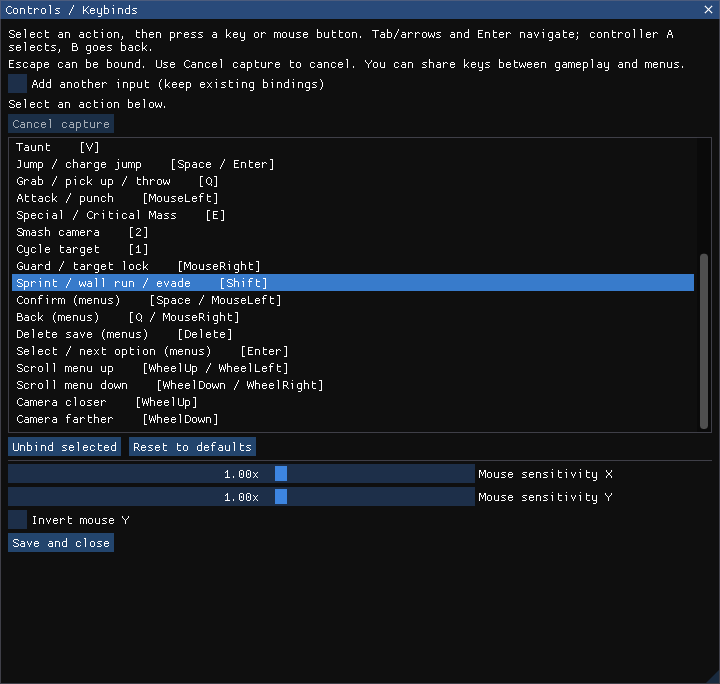 Controls / Keybinds
Select an action, then press a key or mouse button. Tab/arrows and Enter navigate; controller A
selects, B goes back.
Escape can be bound. Use Cancel capture to cancel. You can share keys between gameplay and menus.
Add another input (keep existing bindings)
Select an action below.
Cancel capture
Taunt [V]
Jump / charge jump [Space / Enter]
Grab / pick up / throw [Q]
Attack / punch [MouseLeft]
Special / Critical Mass [E]
Smash camera [2]
Cycle target [1]
Guard / target lock [MouseRight]
Sprint / wall run / evade [Shift]
Confirm (menus) [Space / MouseLeft]
Back (menus) [Q / MouseRight]
Delete save (menus) [Delete]
Select / next option (menus) [Enter]
Scroll menu up [WheelUp / WheelLeft]
Scroll menu down [WheelDown / WheelRight]
Camera closer [WheelUp]
Camera farther [WheelDown]
Unbind selected Reset to defaults
1.00x Mouse sensitivity X
1.00x Mouse sensitivity Y
Invert mouse Y
Save and close